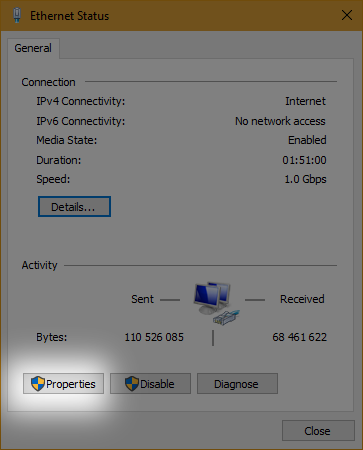 Ethernet Status
General
Connection
IPv4 Connectivity: Internet
IPv6 Connectivity: No network access
Media State: Enabled
Duration: 01:51:00
Speed: 1.0 Gbps
Details...
Activity
Sent Received
Bytes: 110 526 085 68 461 622
Properties Disable Diagnose
Close